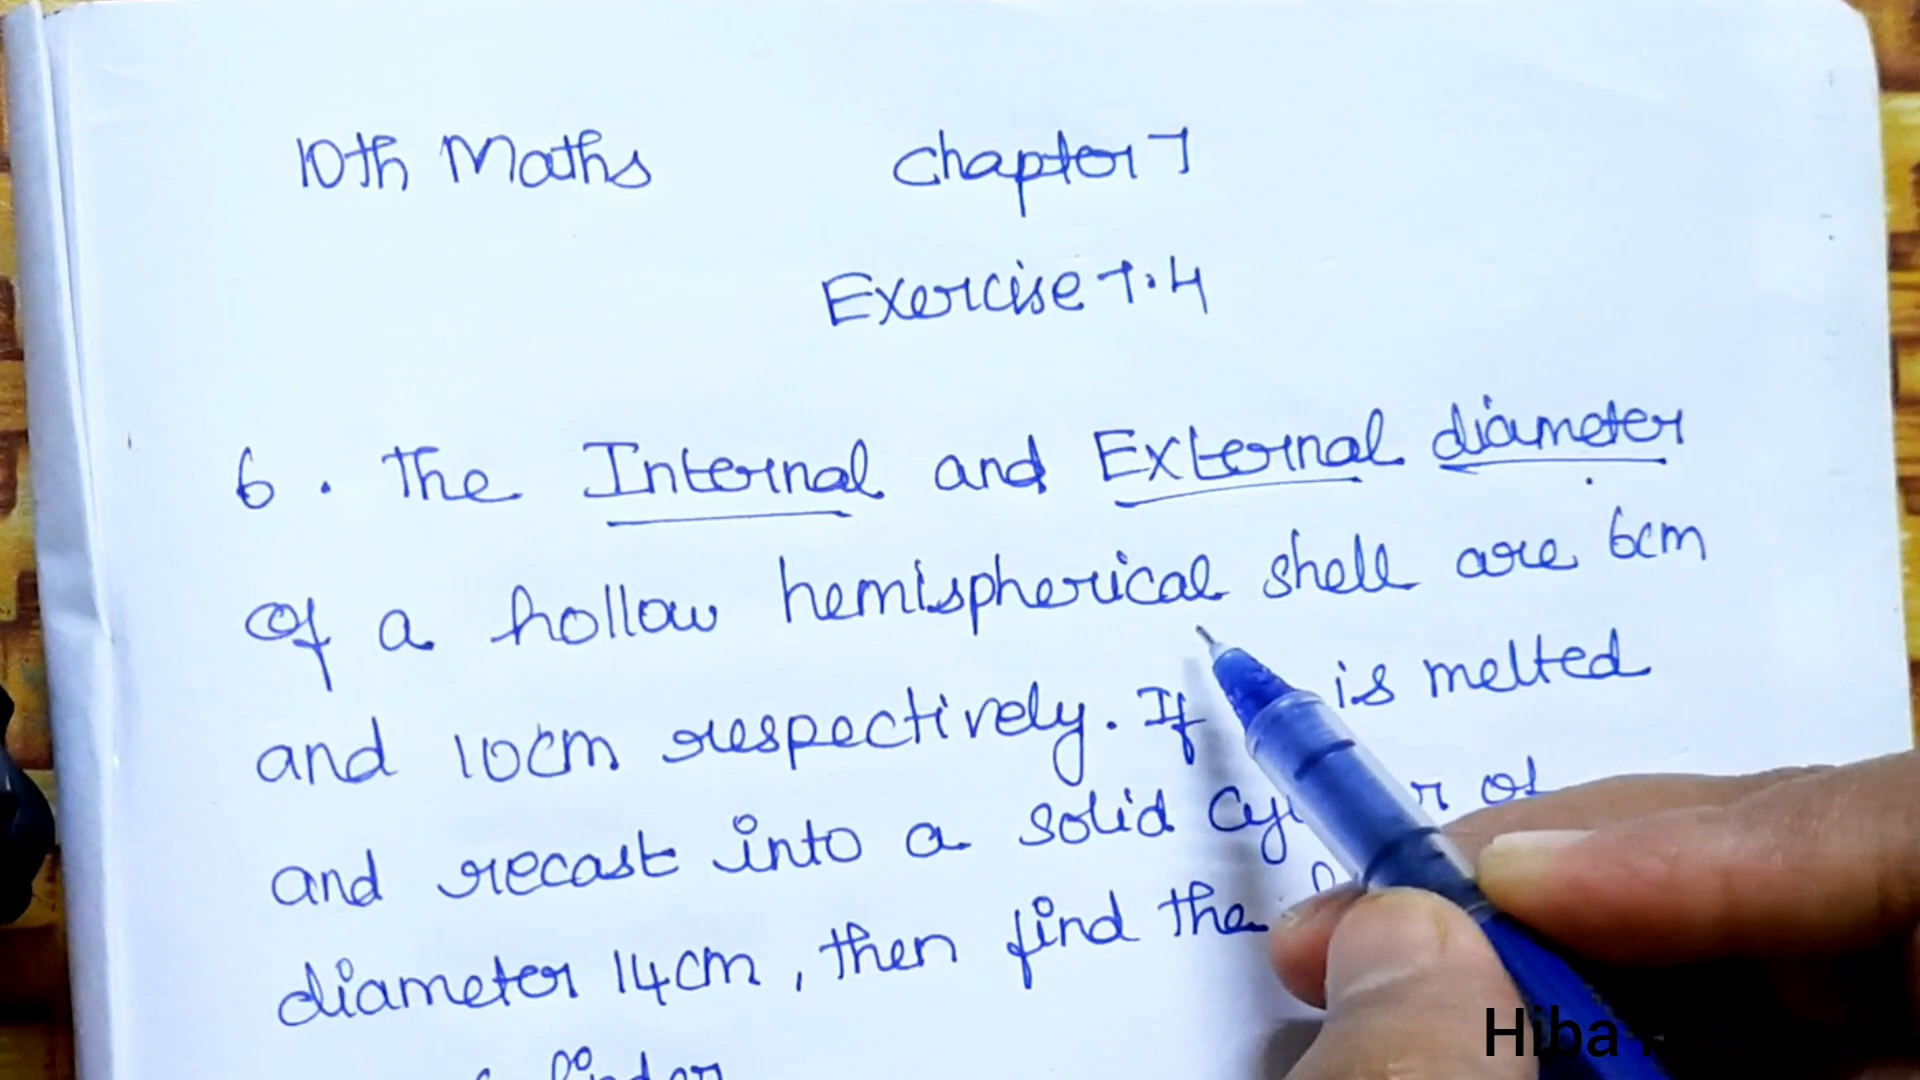 10th Maths Chapter 7
Exercise 7.4
6. The Internal and External diameter
of a hollow hemispherical shell are 6cm
and 10cm respectively. If is melted
and recast into a solid of
diameter 14cm, then find the
Hiba